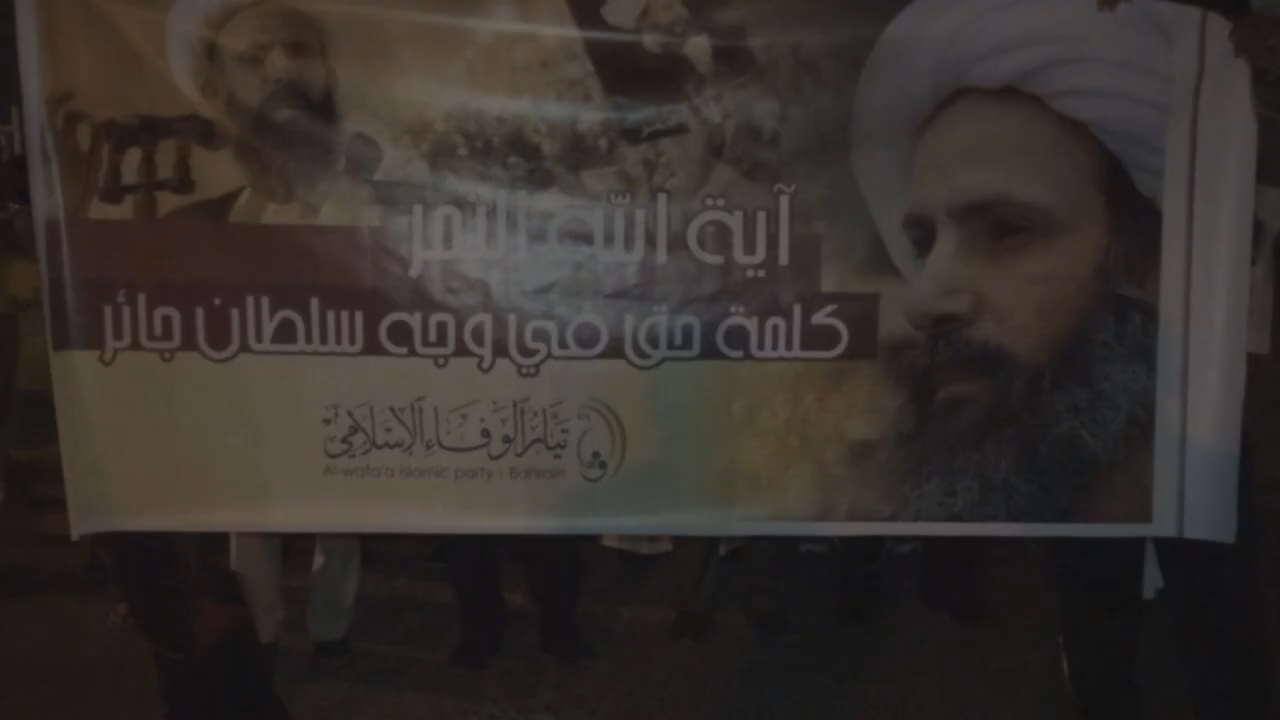 آية الله النمر
كلمة حق في وجه سلطان جائر
تيار الوفاء الإسلامي
Al-wafa'a islamic party - Bahrain